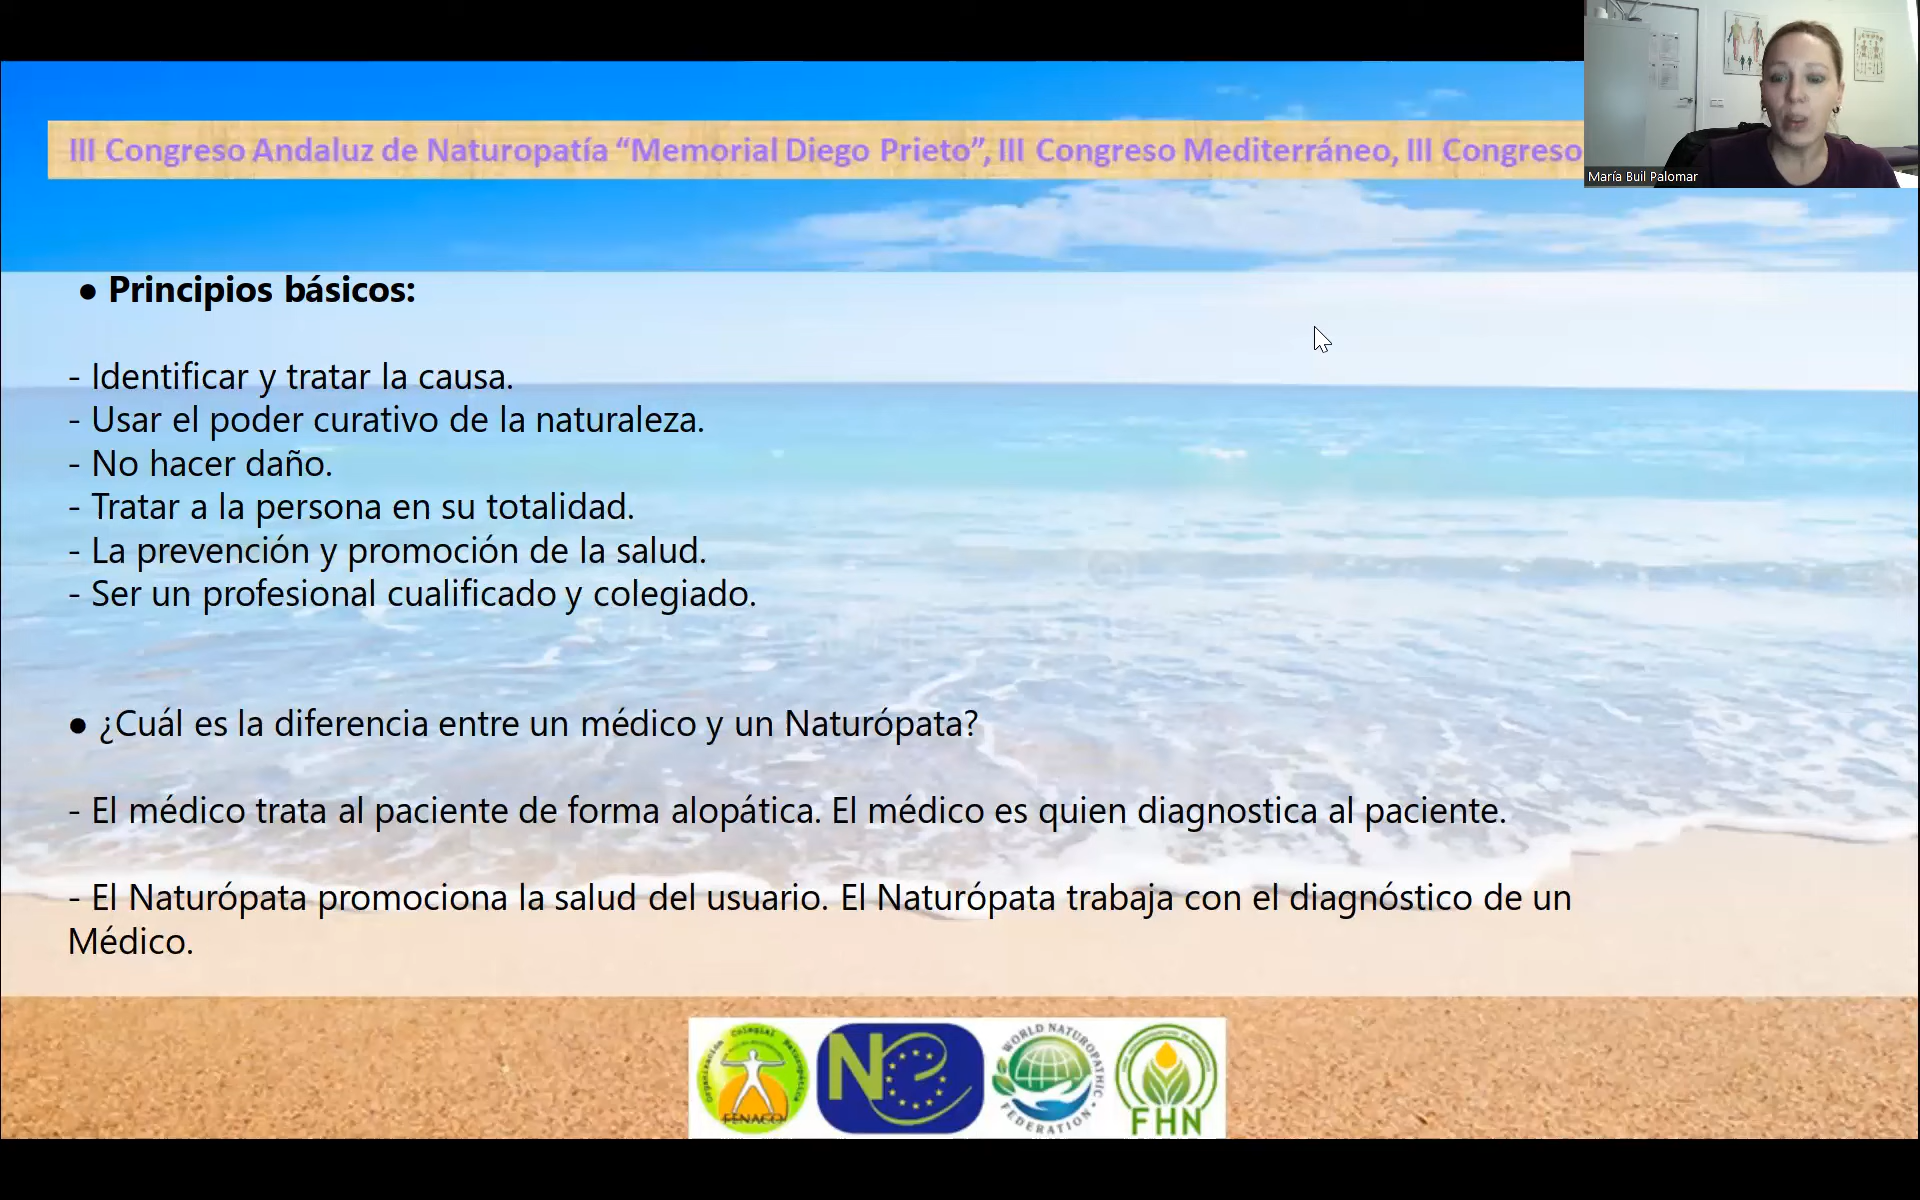 III Congreso Andaluz de Naturopatía “Memorial Diego Prieto”, III Congreso Mediterráneo, III Congreso
María Buil Palomar
● Principios básicos:
- Identificar y tratar la causa.
- Usar el poder curativo de la naturaleza.
- No hacer daño.
- Tratar a la persona en su totalidad.
- La prevención y promoción de la salud.
- Ser un profesional cualificado y colegiado.
● ¿Cuál es la diferencia entre un médico y un Naturópata?
- El médico trata al paciente de forma alopática. El médico es quien diagnostica al paciente.
- El Naturópata promociona la salud del usuario. El Naturópata trabaja con el diagnóstico de un
Médico.
Organización Colegial Naturopática
FENACO
N e
WORLD NATUROPATHIC FEDERATION
FHN